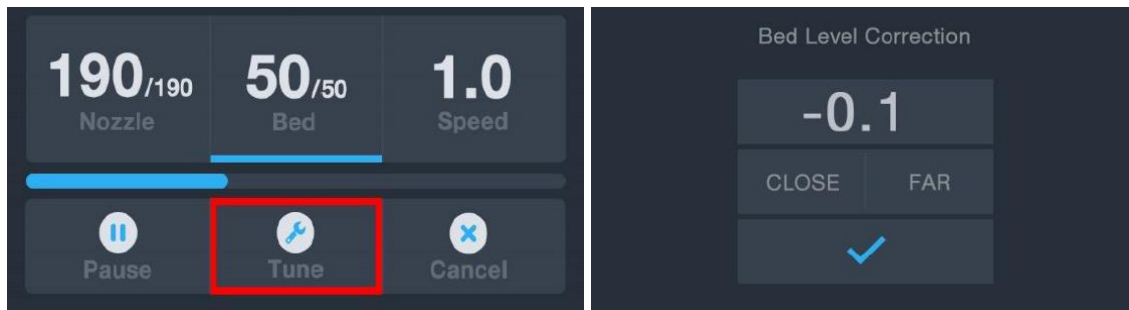 190/190
Nozzle
50/50
Bed
1.0
Speed
Pause
Tune
Cancel
Bed Level Correction
-0.1
CLOSE
FAR